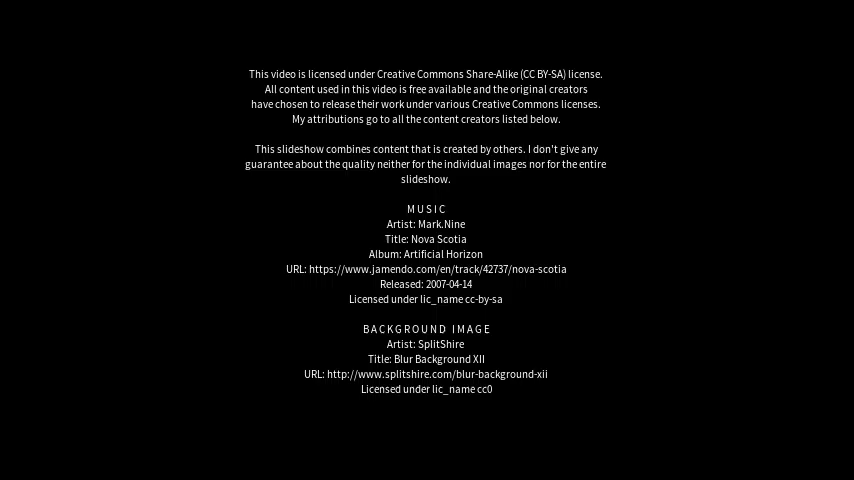 This video is licensed under Creative Commons Share-Alike (CC BY-SA) license.
All content used in this video is free available and the original creators
have chosen to release their work under various Creative Commons licenses.
My attributions go to all the content creators listed below.
This slideshow combines content that is created by others. I don't give any
guarantee about the quality neither for the individual images nor for the entire
slideshow.
MUSIC
Artist: Mark.Nine
Title: Nova Scotia
Album: Artificial Horizon
URL: https://www.jamendo.com/en/track/42737/nova-scotia
Released: 2007-04-14
Licensed under lic_name cc-by-sa
BACKGROUND IMAGE
Artist: SplitShire
Title: Blur Background XII
URL: http://www.splitshire.com/blur-background-xii
Licensed under lic_name cc0